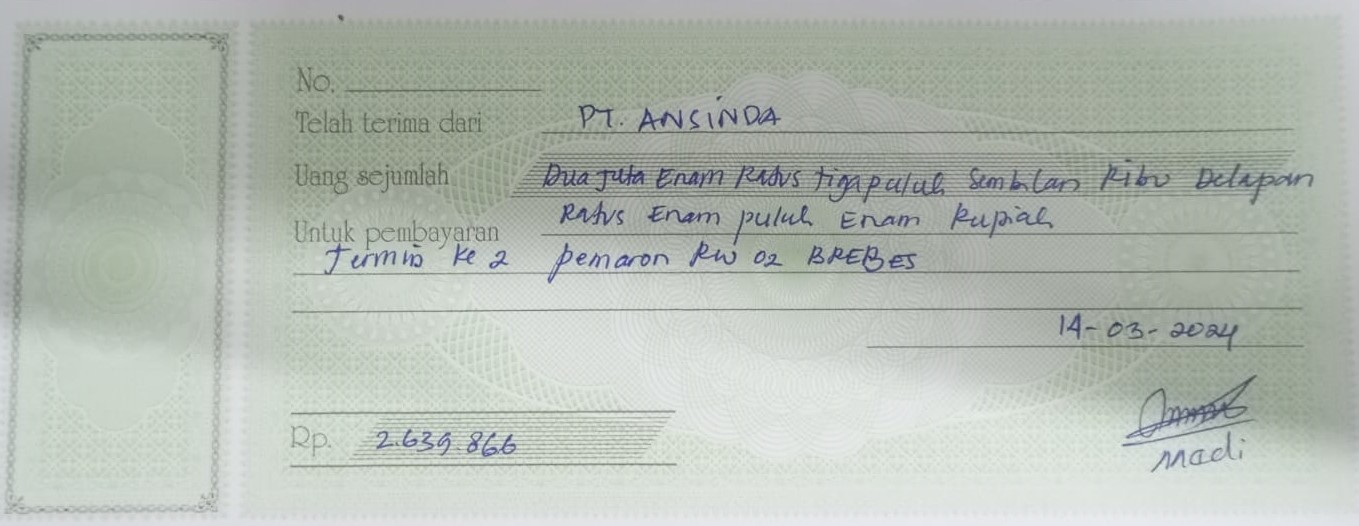 No.
Telah terima dari PT. ANSINDA
Uang sejumlah Dua Juta Enam Ratus tigapuluh Sembilan Ribu Delapan
Ratus Enam puluh Enam Rupiah
Untuk pembayaran
Termin ke 2 pemaron RW 02 BREBES
14-03-2024
Rp. 2.639.866
Madi